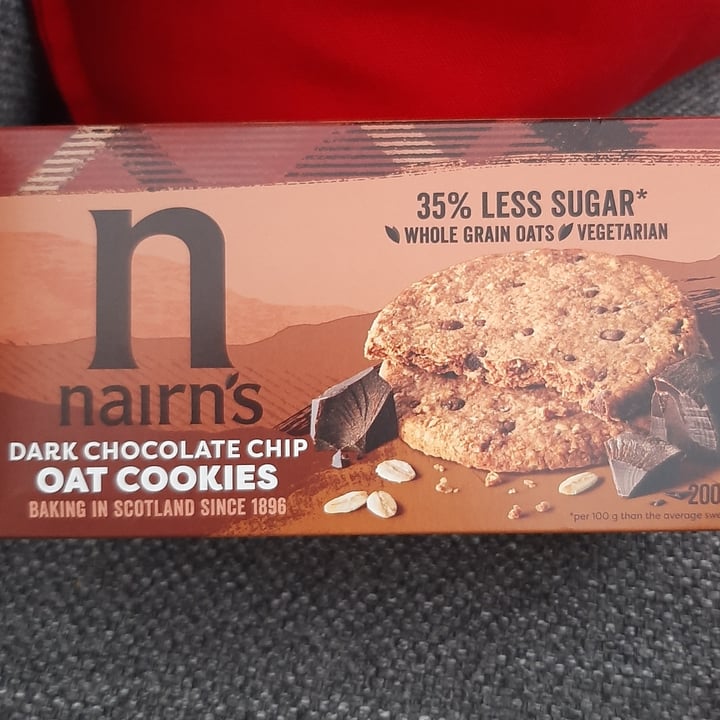 n
nairn's
DARK CHOCOLATE CHIP
OAT COOKIES
BAKING IN SCOTLAND SINCE 1896
35% LESS SUGAR*
WHOLE GRAIN OATS VEGETARIAN
200
*per 100 g than the average